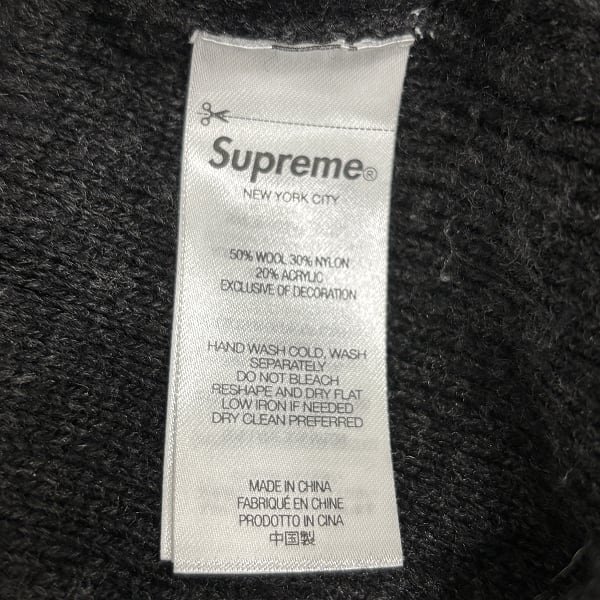 Supreme®
NEW YORK CITY
50% WOOL 30% NYLON
20% ACRYLIC
EXCLUSIVE OF DECORATION
HAND WASH COLD, WASH
SEPARATELY
DO NOT BLEACH
RESHAPE AND DRY FLAT
LOW IRON IF NEEDED
DRY CLEAN PREFERRED
MADE IN CHINA
FABRIQUÉ EN CHINE
PRODOTTO IN CINA
中国製